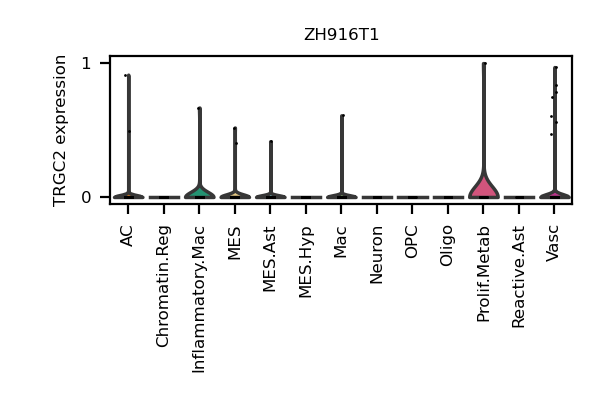 ZH916T1
TRGC2 expression
1
0
AC
Chromatin.Reg
Inflammatory.Mac
MES
MES.Ast
MES.Hyp
Mac
Neuron
OPC
Oligo
Prolif.Metab
Reactive.Ast
Vasc